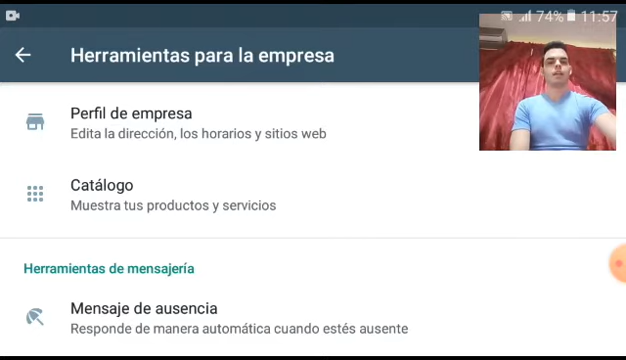 74% 11:57
Herramientas para la empresa
Perfil de empresa
Edita la dirección, los horarios y sitios web
Catálogo
Muestra tus productos y servicios
Herramientas de mensajería
Mensaje de ausencia
Responde de manera automática cuando estés ausente